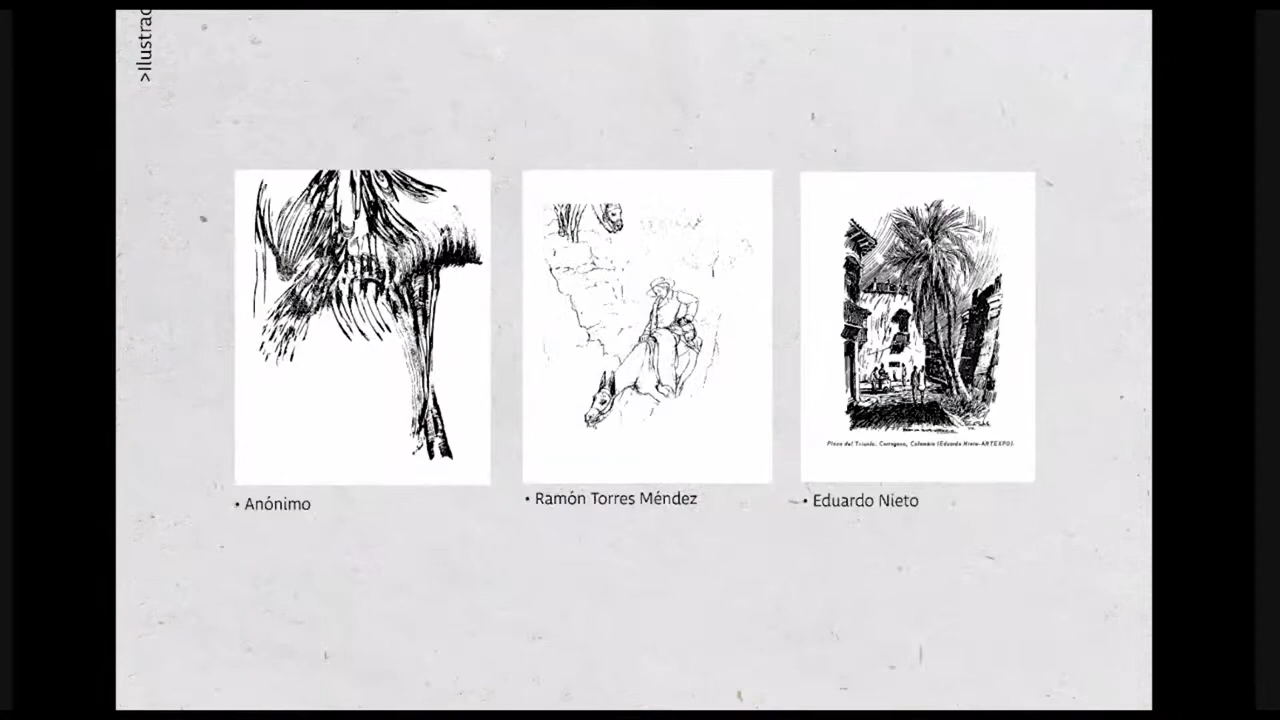 >Ilustrac
• Anónimo
• Ramón Torres Méndez
Plaza del Triunfo, Cartagena, Colombia (Eduardo Nieto-ARTEXPO).
• Eduardo Nieto